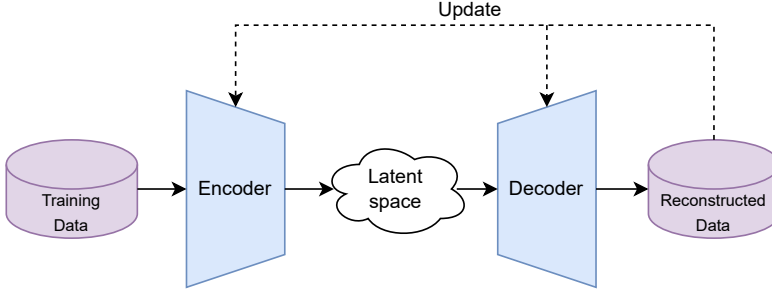 Update
Training
Data
Encoder
Latent
space
Decoder
Reconstructed
Data